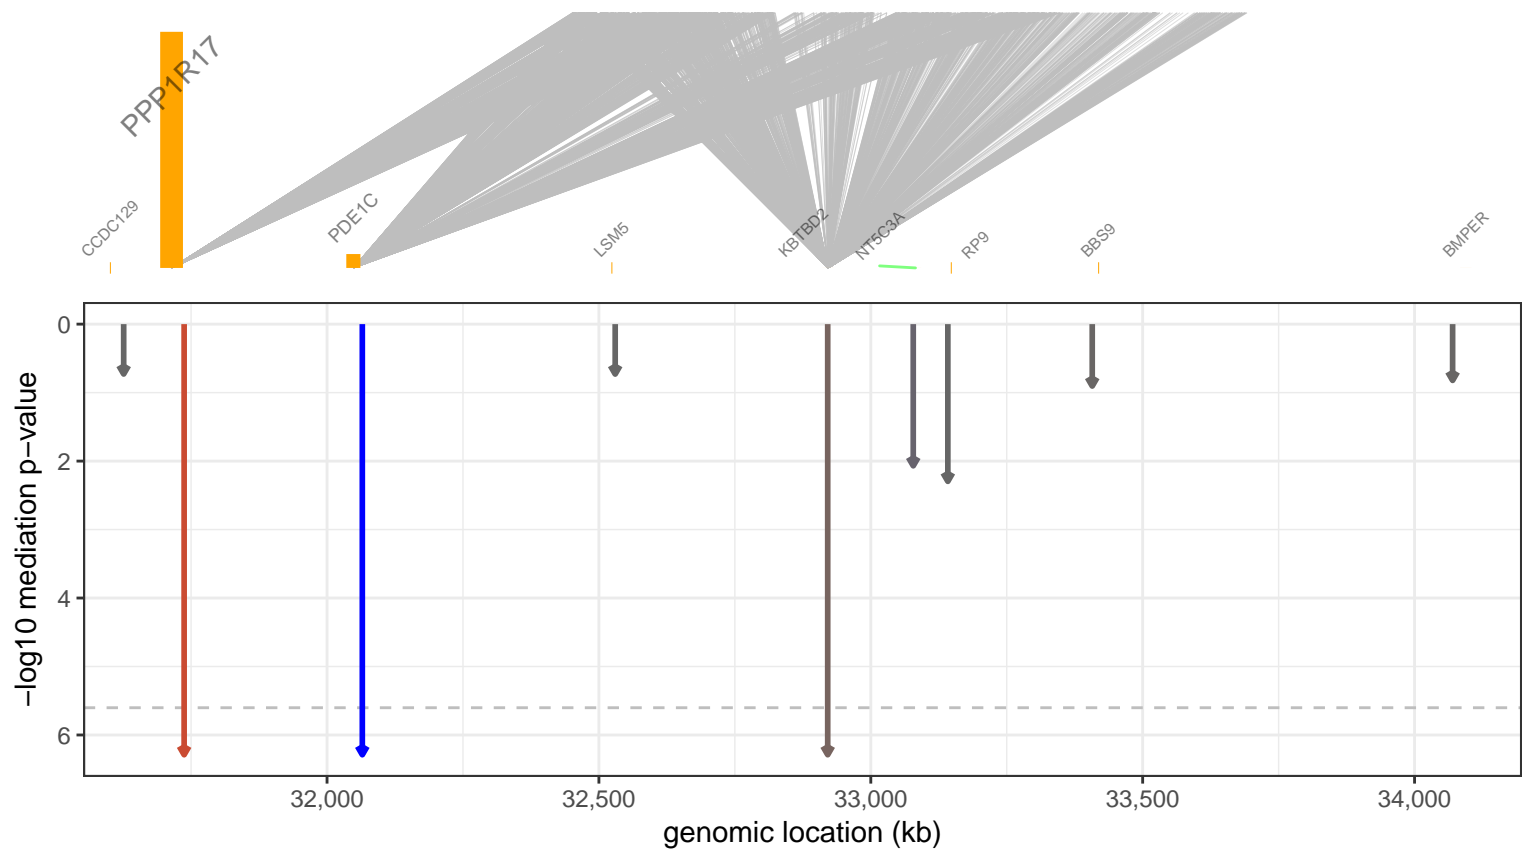 PPP1R17
CCDC129
PDE1C
LSM5
KBTBD2
NT5C3A
RP9
BBS9
BMPER
0
2
4
6
−log10 mediation p−value
32,000
32,500
33,000
33,500
34,000
genomic location (kb)